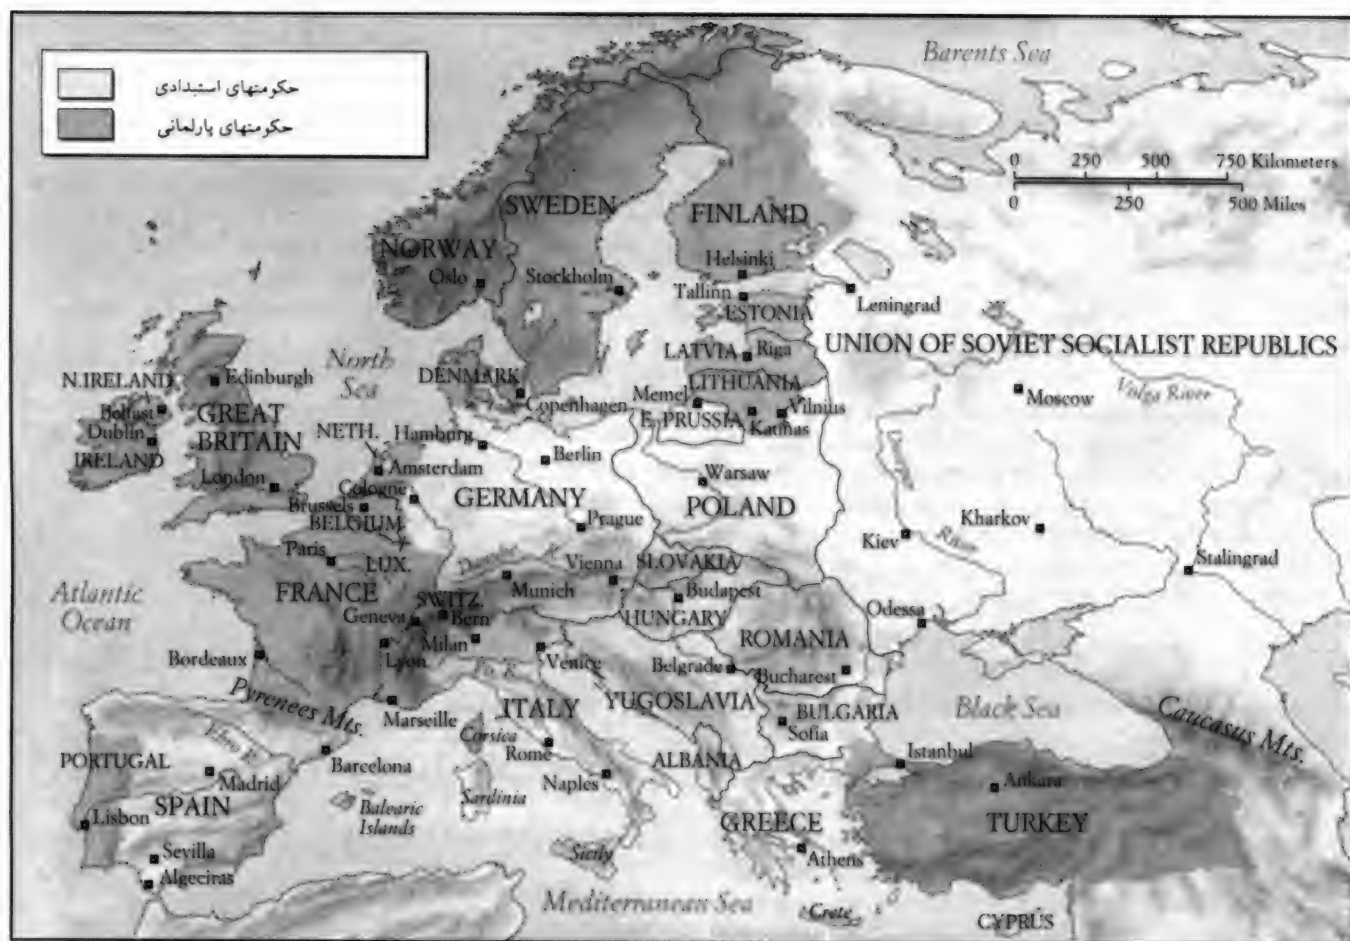 حکومتهای استبدادی
حکومتهای پارلمانی
Barents Sea
0 250 500 750 Kilometers
0 250 500 Miles
SWEDEN
FINLAND
NORWAY
Oslo
Stockholm
Helsinki
Tallinn
ESTONIA
Leningrad
UNION OF SOVIET SOCIALIST REPUBLICS
North
Sea
LATVIA
Riga
N.IRELAND
Edinburgh
DENMARK
Copenhagen
LITHUANIA
Memel
Moscow
Volga River
Belfast
GREAT
BRITAIN
Dublin
IRELAND
NETH.
Hamburg
E. PRUSSIA
Vilnius
Kaunas
Berlin
Amsterdam
London
Cologne
Warsaw
GERMANY
POLAND
Brussels
BELGIUM
Prague
Kharkov
Kiev
River
Paris
LUX.
Danube R.
Vienna
SLOVAKIA
Stalingrad
Atlantic
Ocean
FRANCE
Munich
Budapest
SWITZ.
Geneva
Bern
HUNGARY
Odessa
Milan
ROMANIA
Bordeaux
Lyon
Venice
Belgrade
Bucharest
Po R.
Pyrenees Mts.
Marseille
ITALY
YUGOSLAVIA
BULGARIA
Black Sea
Caucasus Mts.
Corsica
Sofia
Ebro R.
Rome
Istanbul
PORTUGAL
Barcelona
ALBANIA
Madrid
Naples
Ankara
SPAIN
Balearic
Islands
Sardinia
Lisbon
GREECE
TURKEY
Sevilla
Sicily
Athens
Algeciras
Mediterranean Sea
Crete
CYPRUS